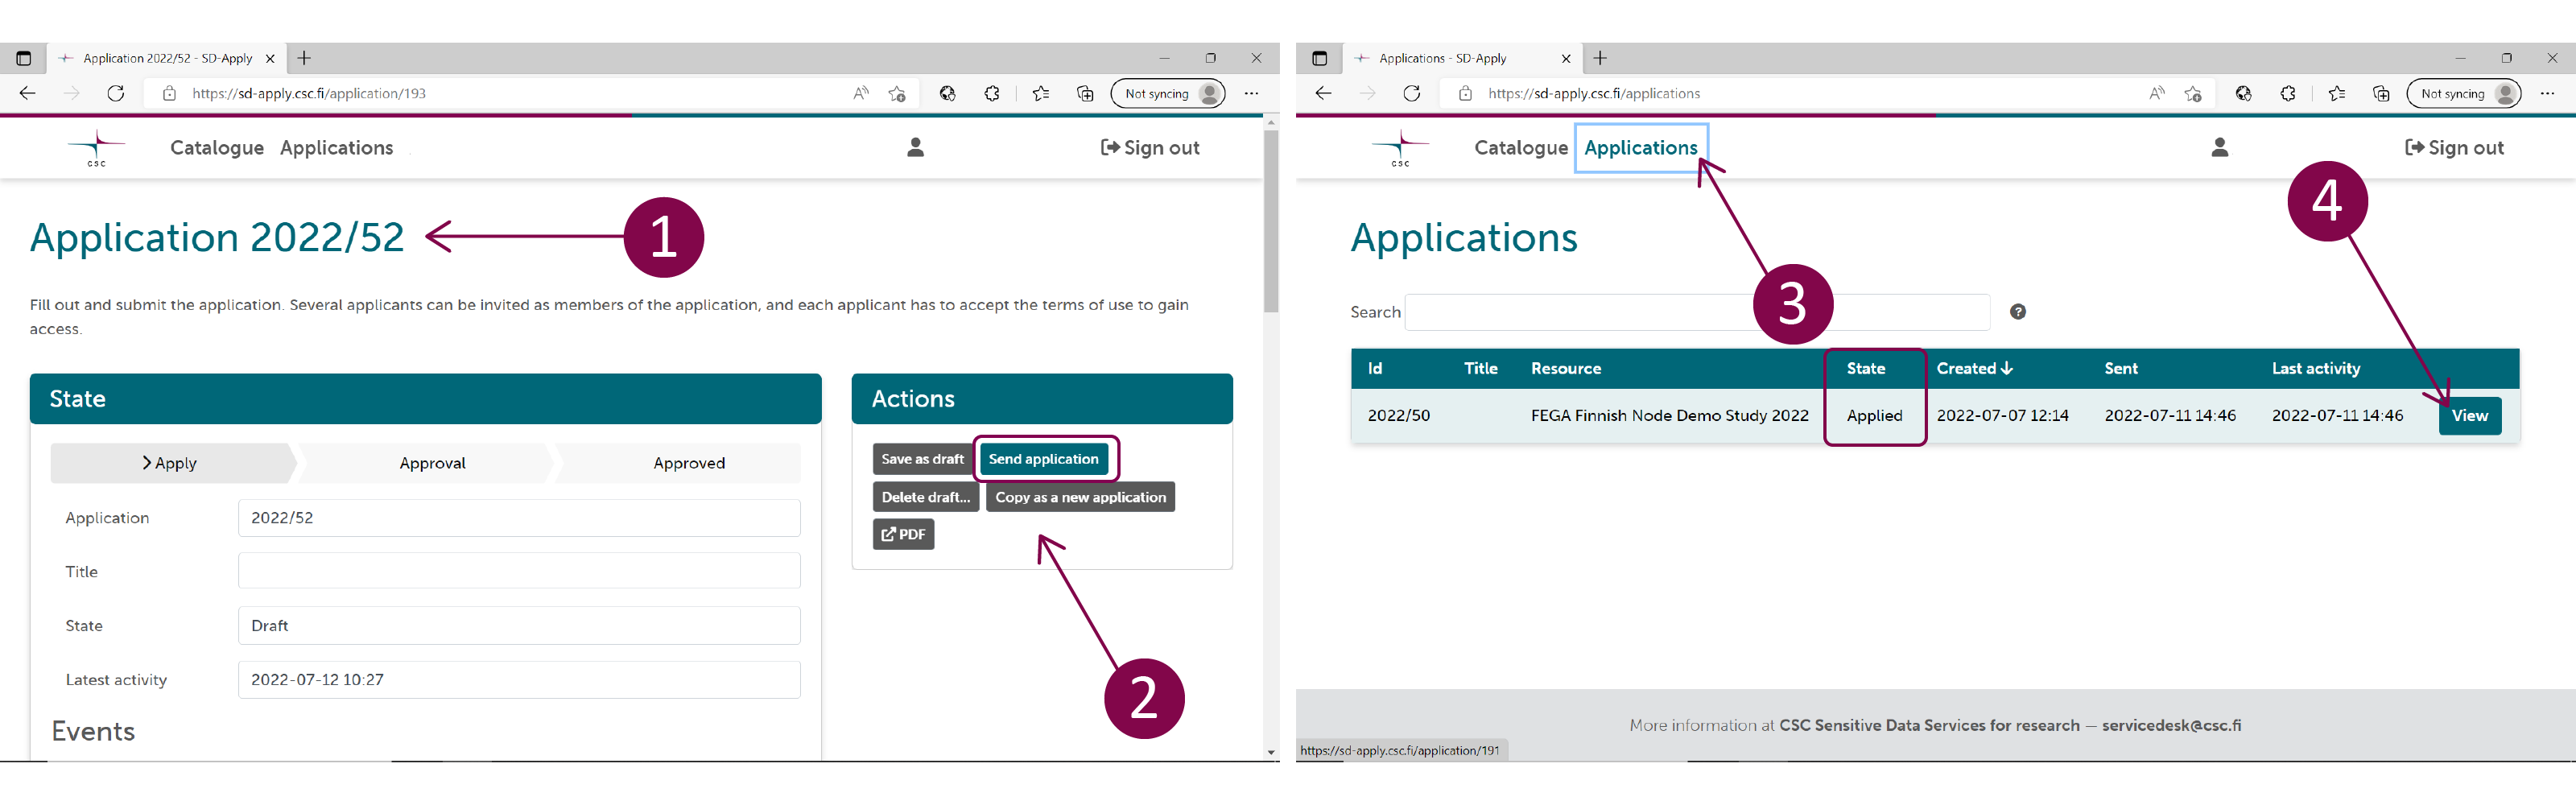 Application 2022/52 - SD-Apply
https://sd-apply.csc.fi/application/193
Not syncing
csc
Catalogue Applications
Sign out
Application 2022/52
1
Fill out and submit the application. Several applicants can be invited as members of the application, and each applicant has to accept the terms of use to gain
access.
State
Apply Approval Approved
Application 2022/52
Title
State Draft
Latest activity 2022-07-12 10:27
Events
Actions
Save as draft Send application
Delete draft... Copy as a new application
PDF
2
Applications - SD-Apply
https://sd-apply.csc.fi/applications
Not syncing
csc
Catalogue Applications
Sign out
4
Applications
3
Search
Id Title Resource State Created Sent Last activity
2022/50 FEGA Finnish Node Demo Study 2022 Applied 2022-07-07 12:14 2022-07-11 14:46 2022-07-11 14:46 View
More information at CSC Sensitive Data Services for research — servicedesk@csc.fi
https://sd-apply.csc.fi/application/191